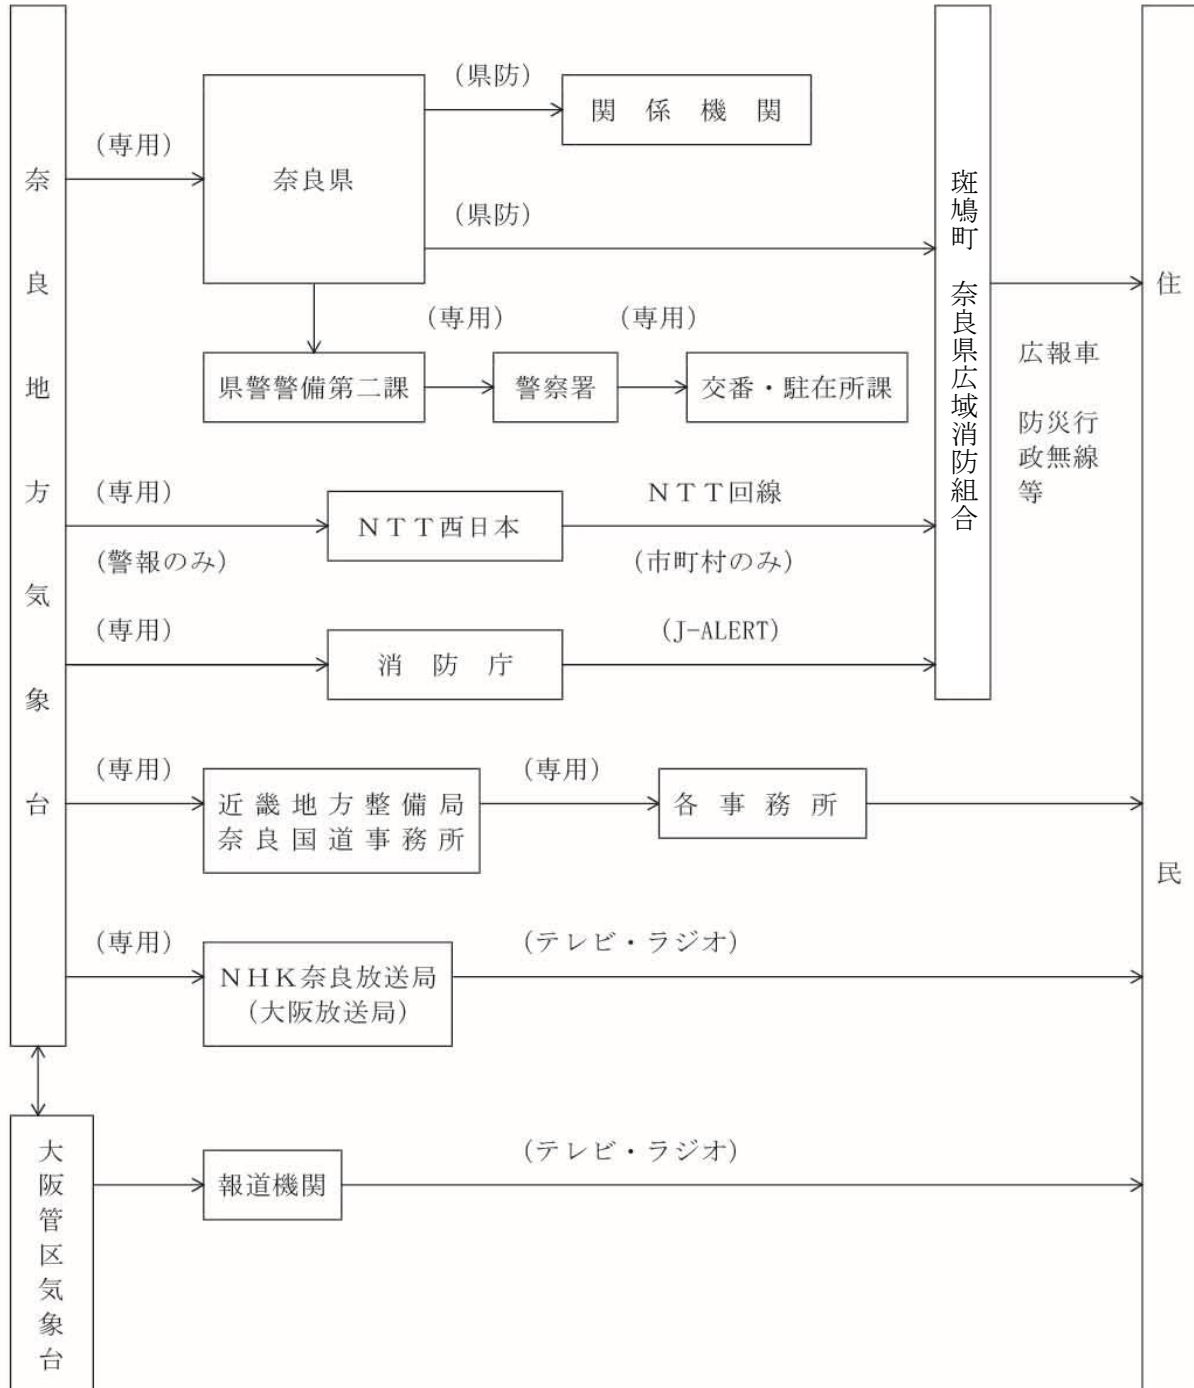 奈良地方気象台
(専用)
奈良県
(県防)
関係機関
(県防)
(専用)
(専用)
県警警備第二課
警察署
交番・駐在所課
(専用)
(警報のみ)
NTT西日本
NTT回線
(市町村のみ)
(専用)
消防庁
(J-ALERT)
斑鳩町　奈良県広域消防組合
広報車
防災行
政無線
等
住民
(専用)
近畿地方整備局
奈良国道事務所
(専用)
各事務所
(専用)
NHK奈良放送局
(大阪放送局)
(テレビ・ラジオ)
大阪管区気象台
報道機関
(テレビ・ラジオ)